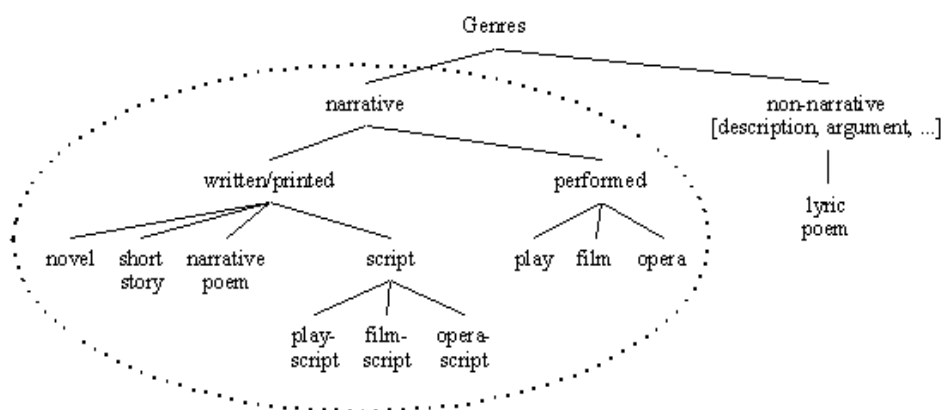 Genres
narrative
non-narrative
[description, argument, ...]
written/printed
performed
lyric
poem
novel
short
story
narrative
poem
script
play
film
opera
play-
script
film-
script
opera-
script